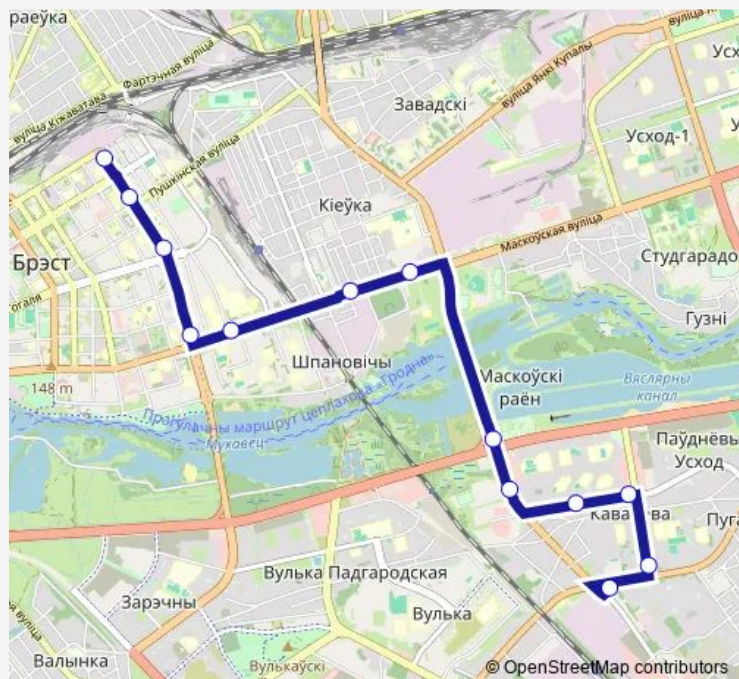 раеўка
вуліца Кіжаватава
Фартэчная вуліца
Пушкінская вуліца
Завадскі
вуліца Янкі Купалы
Усх
Усход-1
Кіеўка
Маскоўская вуліца
Студгарадо
Брэст
Гузні
Шпановічы
148 m
Прагулачны маршрут цеплахода «Гродна»
Мухавец
Маскоўскі
раён
Вяслярны
канал
Паўднёвы
Усход
Пуга
Вулька Падгародская
Зарэчны
Вулька
Валынка
Вулькаўскі
© OpenStreetMap contributors